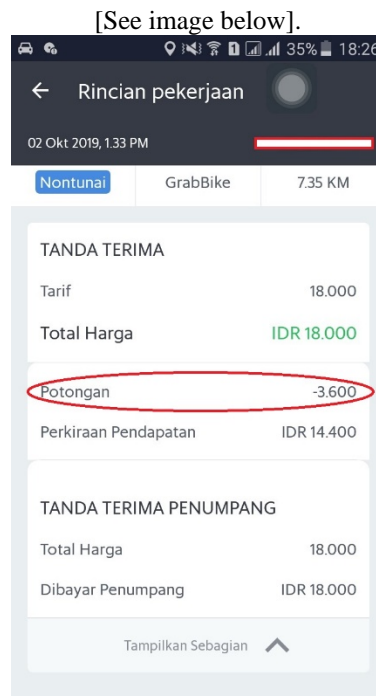 [See image below].
1 35% 18:26
← Rincian pekerjaan
02 Okt 2019, 1.33 PM
Nontunai GrabBike 7.35 KM
TANDA TERIMA
Tarif 18.000
Total Harga IDR 18.000
Potongan -3.600
Perkiraan Pendapatan IDR 14.400
TANDA TERIMA PENUMPANG
Total Harga 18.000
Dibayar Penumpang IDR 18.000
Tampilkan Sebagian